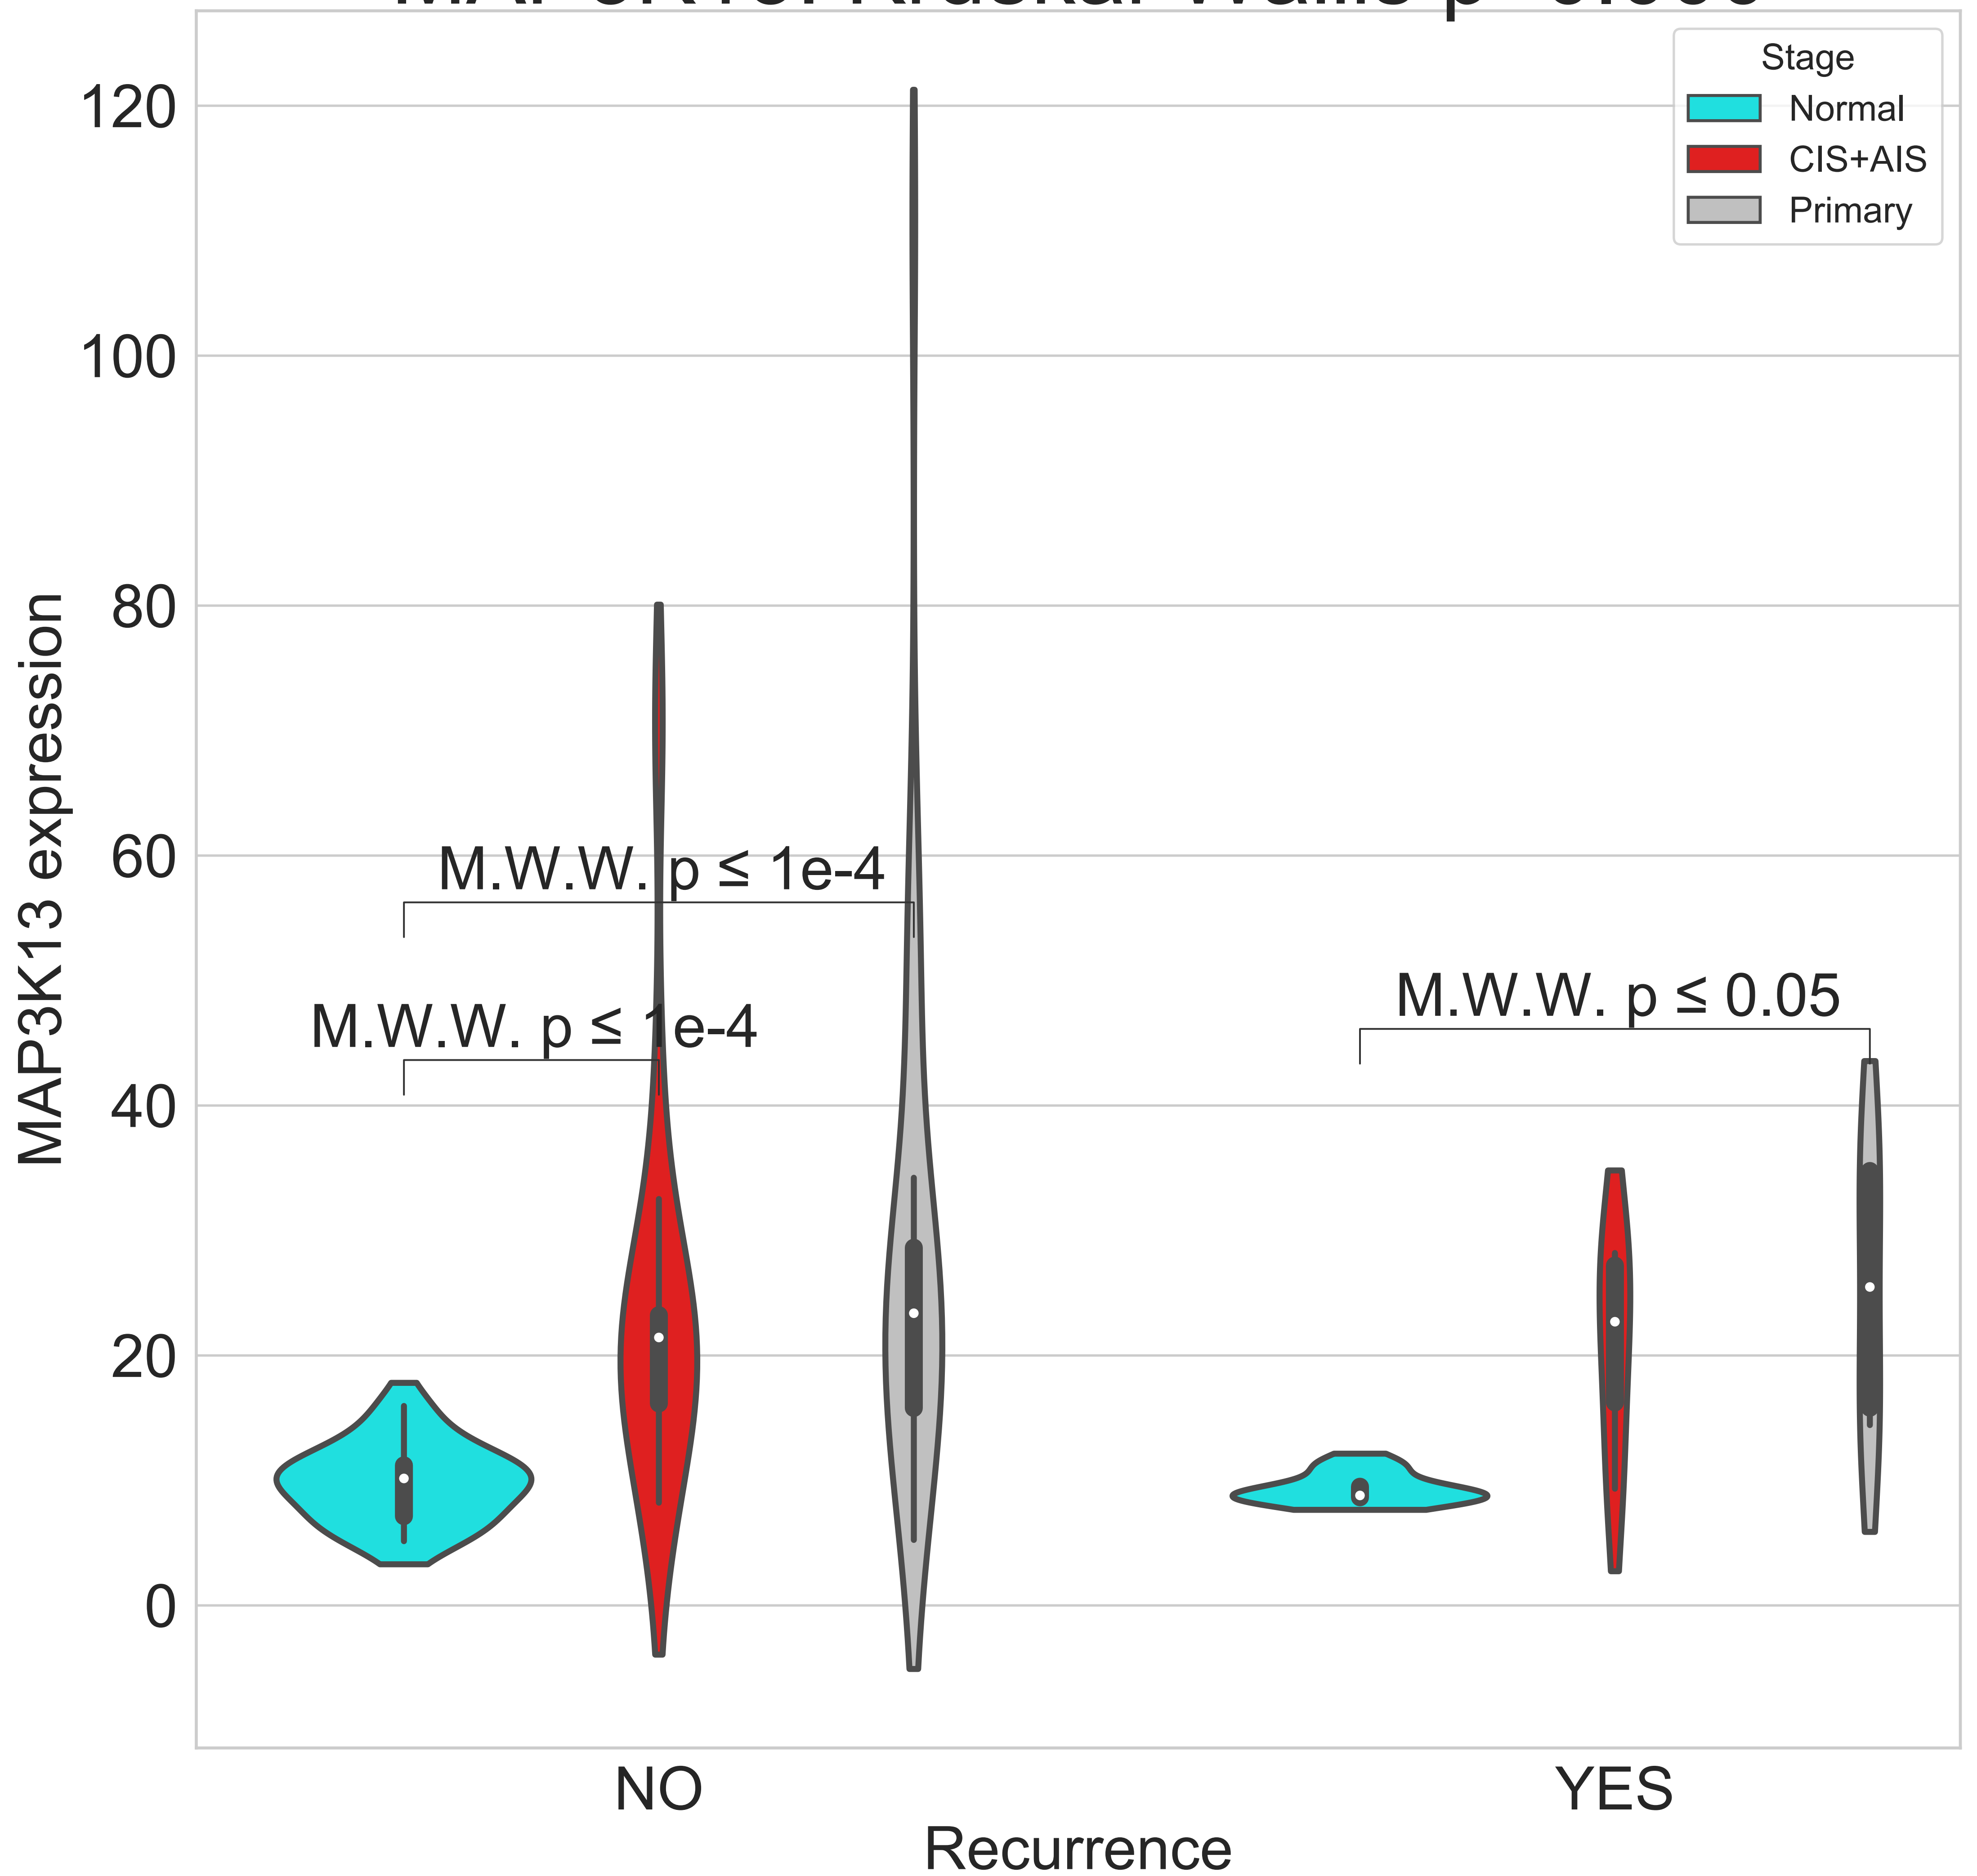 Stage
Normal
CIS+AIS
Primary
120
100
80
60
40
20
0
MAP3K13 expression
M.W.W. p ≤ 1e-4
M.W.W. p ≤ 1e-4
M.W.W. p ≤ 0.05
NO
YES
Recurrence